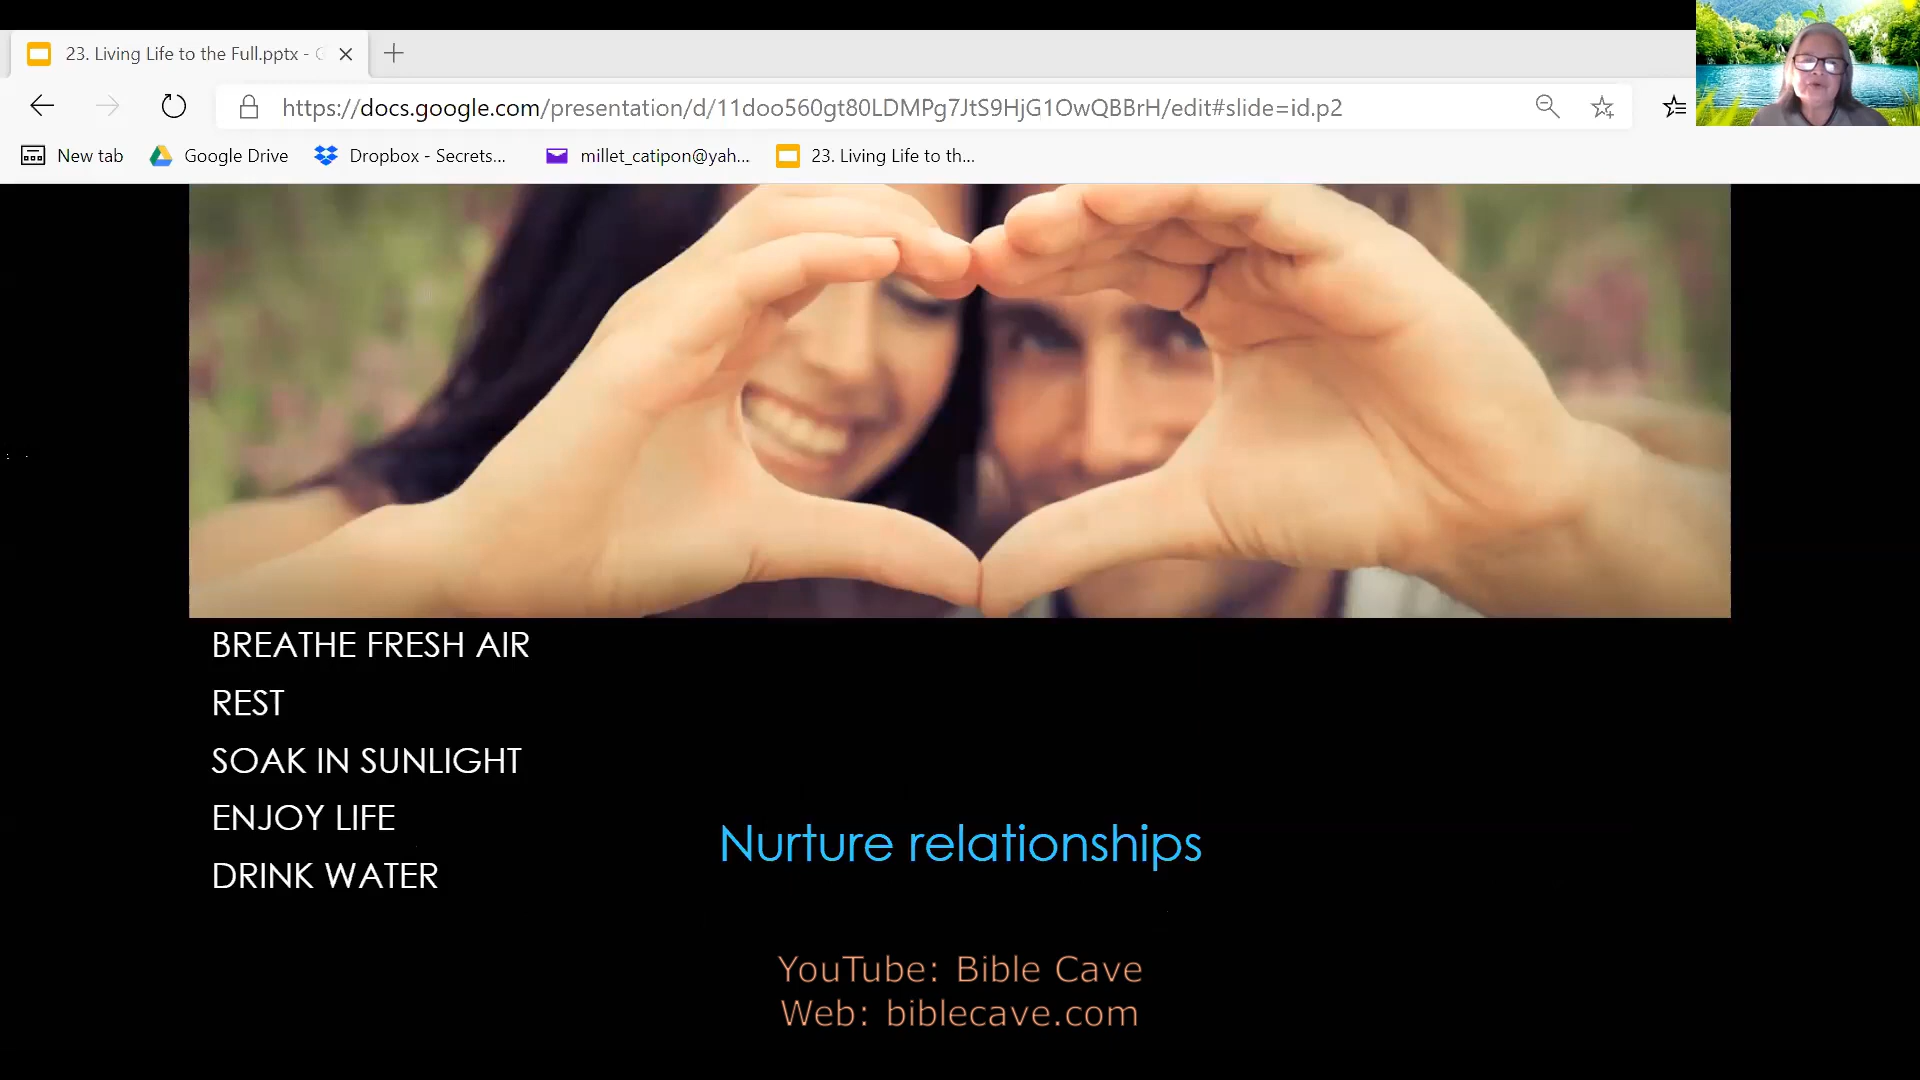 23. Living Life to the Full.pptx - G
https://docs.google.com/presentation/d/11doo560gt80LDMPg7JtS9HjG1OwQBBrH/edit#slide=id.p2
New tab
Google Drive
Dropbox - Secrets...
millet_catipon@yah...
23. Living Life to th...
BREATHE FRESH AIR
REST
SOAK IN SUNLIGHT
ENJOY LIFE
DRINK WATER
Nurture relationships
YouTube: Bible Cave
Web: biblecave.com